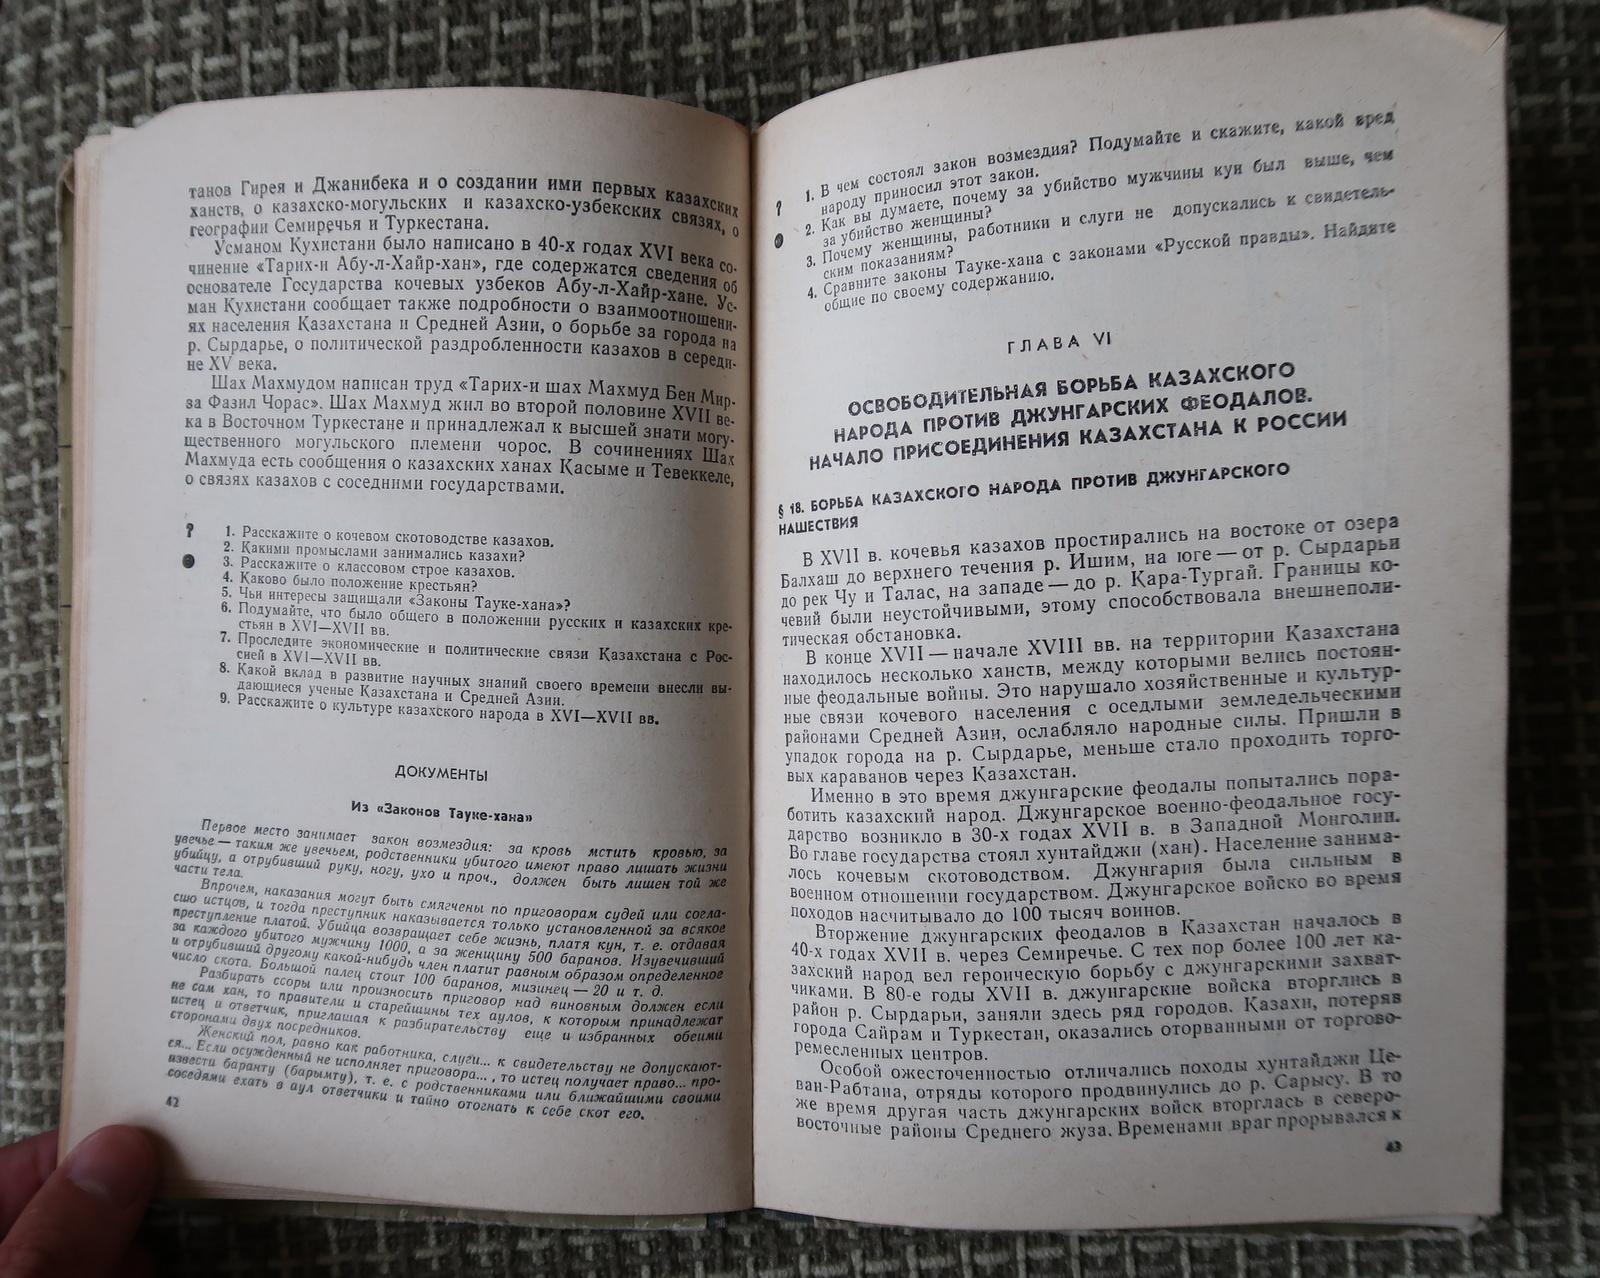 танов Гирея и Джанибека и о создании ими первых казахских
ханств, о казахско-могульских и казахско-узбекских связях, о
географии Семиречья и Туркестана.
Усманом Кухистани было написано в 40-х годах XVI века со-
чинение «Тарих-и Абу-л-Хайр-хан», где содержатся сведения об
основателе Государства кочевых узбеков Абу-л-Хайр-хане. Ус-
ман Кухистани сообщает также подробности о взаимоотношени-
ях населения Казахстана и Средней Азии, о борьбе за города на
р. Сырдарье, о политической раздробленности казахов в середи-
не XV века.
Шах Махмудом написан труд «Тарих-и шах Махмуд Бен Мир-
за Фазил Чорас». Шах Махмуд жил во второй половине XVII ве-
ка в Восточном Туркестане и принадлежал к высшей знати могу-
щественного могульского племени чорос. В сочинениях Шах
Махмуда есть сообщения о казахских ханах Касыме и Тевеккеле,
о связях казахов с соседними государствами.
? 1. Расскажите о кочевом скотоводстве казахов.
2. Какими промыслами занимались казахи?
3. Расскажите о классовом строе казахов.
4. Каково было положение крестьян?
5. Чьи интересы защищали «Законы Тауке-хана»?
6. Подумайте, что было общего в положении русских и казахских кре-
стьян в XVI—XVII вв.
7. Проследите экономические и политические связи Казахстана с Рос-
сией в XVI—XVII вв.
8. Какой вклад в развитие научных знаний своего времени внесли вы-
дающиеся ученые Казахстана и Средней Азии.
9. Расскажите о культуре казахского народа в XVI—XVII вв.
ДОКУМЕНТЫ
Из «Законов Тауке-хана»
Первое место занимает закон возмездия: за кровь мстить кровью, за
увечье — таким же увечьем, родственники убитого имеют право лишать жизни
убийцу, а отрубивший руку, ногу, ухо и проч., должен быть лишен той же
части тела.
Впрочем, наказания могут быть смягчены по приговорам судей или согла-
сию истцов, и тогда преступник наказывается только установленной за всякое
преступление платой. Убийца возвращает себе жизнь, платя кун, т. е. отдавая
за каждого убитого мужчину 1000, а за женщину 500 баранов. Изувечивший
и отрубивший другому какой-нибудь член платит равным образом определенное
число скота. Большой палец стоит 100 баранов, мизинец — 20 и т. д.
Разбирать ссоры или произносить приговор над виновным должен если
не сам хан, то правители и старейшины тех аулов, к которым принадлежат
истец и ответчик, приглашая к разбирательству еще и избранных обеими
сторонами двух посредников.
Женский пол, равно как работника, слуги... к свидетельству не допускают-
ся... Если осужденный не исполняет приговора..., то истец получает право... про-
извести баранту (барымту), т. е. с родственниками или ближайшими своими
соседями ехать в аул ответчики и тайно отогнать к себе скот его.
42
? 1. В чем состоял закон возмездия? Подумайте и скажите, какой вред
народу приносил этот закон.
2. Как вы думаете, почему за убийство мужчины кун был выше, чем
за убийство женщины?
3. Почему женщины, работники и слуги не допускались к свидетель-
ским показаниям?
4. Сравните законы Тауке-хана с законами «Русской правды». Найдите
общие по своему содержанию.
ГЛАВА VI
ОСВОБОДИТЕЛЬНАЯ БОРЬБА КАЗАХСКОГО
НАРОДА ПРОТИВ ДЖУНГАРСКИХ ФЕОДАЛОВ.
НАЧАЛО ПРИСОЕДИНЕНИЯ КАЗАХСТАНА К РОССИИ
§ 18. БОРЬБА КАЗАХСКОГО НАРОДА ПРОТИВ ДЖУНГАРСКОГО
НАШЕСТВИЯ
В XVII в. кочевья казахов простирались на востоке от озера
Балхаш до верхнего течения р. Ишим, на юге — от р. Сырдарьи
до рек Чу и Талас, на западе — до р. Кара-Тургай. Границы ко-
чевий были неустойчивыми, этому способствовала внешнеполи-
тическая обстановка.
В конце XVII — начале XVIII вв. на территории Казахстана
находилось несколько ханств, между которыми велись постоян-
ные феодальные войны. Это нарушало хозяйственные и культур-
ные связи кочевого населения с оседлыми земледельческими
районами Средней Азии, ослабляло народные силы. Пришли в
упадок города на р. Сырдарье, меньше стало проходить торго-
вых караванов через Казахстан.
Именно в это время джунгарские феодалы попытались пора-
ботить казахский народ. Джунгарское военно-феодальное госу-
дарство возникло в 30-х годах XVII в. в Западной Монголии.
Во главе государства стоял хунтайджи (хан). Население занима-
лось кочевым скотоводством. Джунгария была сильным в
военном отношении государством. Джунгарское войско во время
походов насчитывало до 100 тысяч воинов.
Вторжение джунгарских феодалов в Казахстан началось в
40-х годах XVII в. через Семиречье. С тех пор более 100 лет ка-
захский народ вел героическую борьбу с джунгарскими захват-
чиками. В 80-е годы XVII в. джунгарские войска вторглись в
район р. Сырдарьи, заняли здесь ряд городов. Казахи, потеряв
города Сайрам и Туркестан, оказались оторванными от торгово-
ремесленных центров.
Особой ожесточенностью отличались походы хунтайджи Це-
ван-Рабтана, отряды которого продвинулись до р. Сарысу. В то
же время другая часть джунгарских войск вторглась в северо-
восточные районы Среднего жуза. Временами враг прорывался к
43